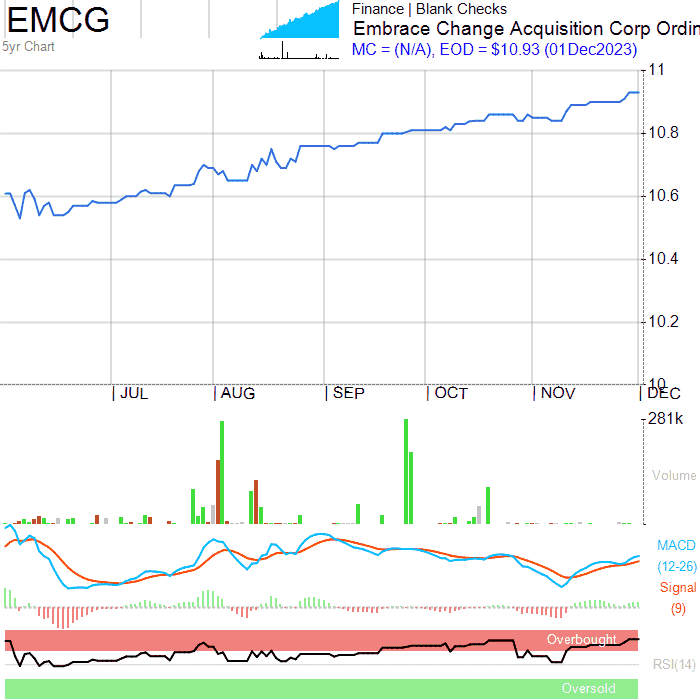 EMCG
5yr Chart
Finance | Blank Checks
Embrace Change Acquisition Corp Ordin
MC = (N/A), EOD = $10.93 (01Dec2023)
11
10.8
10.6
10.4
10.2
10
| JUL | AUG | SEP | OCT | NOV | DEC
281k
Volume
MACD
(12-26)
Signal
(9)
Overbought
RSI(14)
Oversold